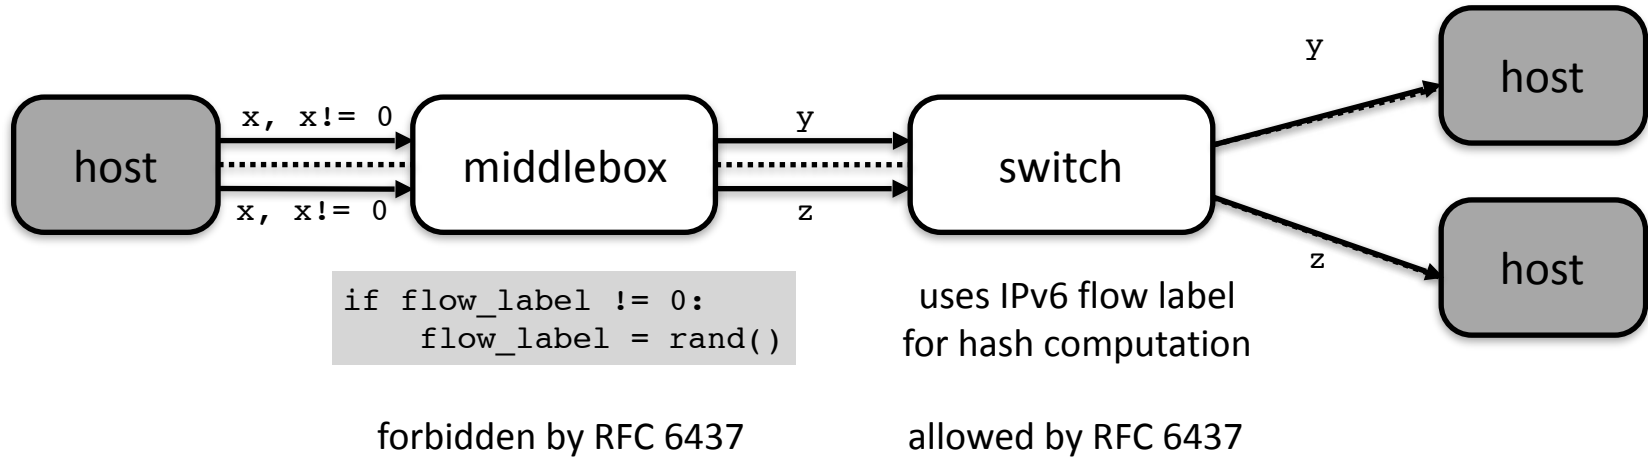 y
host
x, x!= 0
y
host
middlebox
switch
x, x!= 0
z
z
host
if flow_label != 0:
    flow_label = rand()
uses IPv6 flow label
for hash computation
forbidden by RFC 6437
allowed by RFC 6437